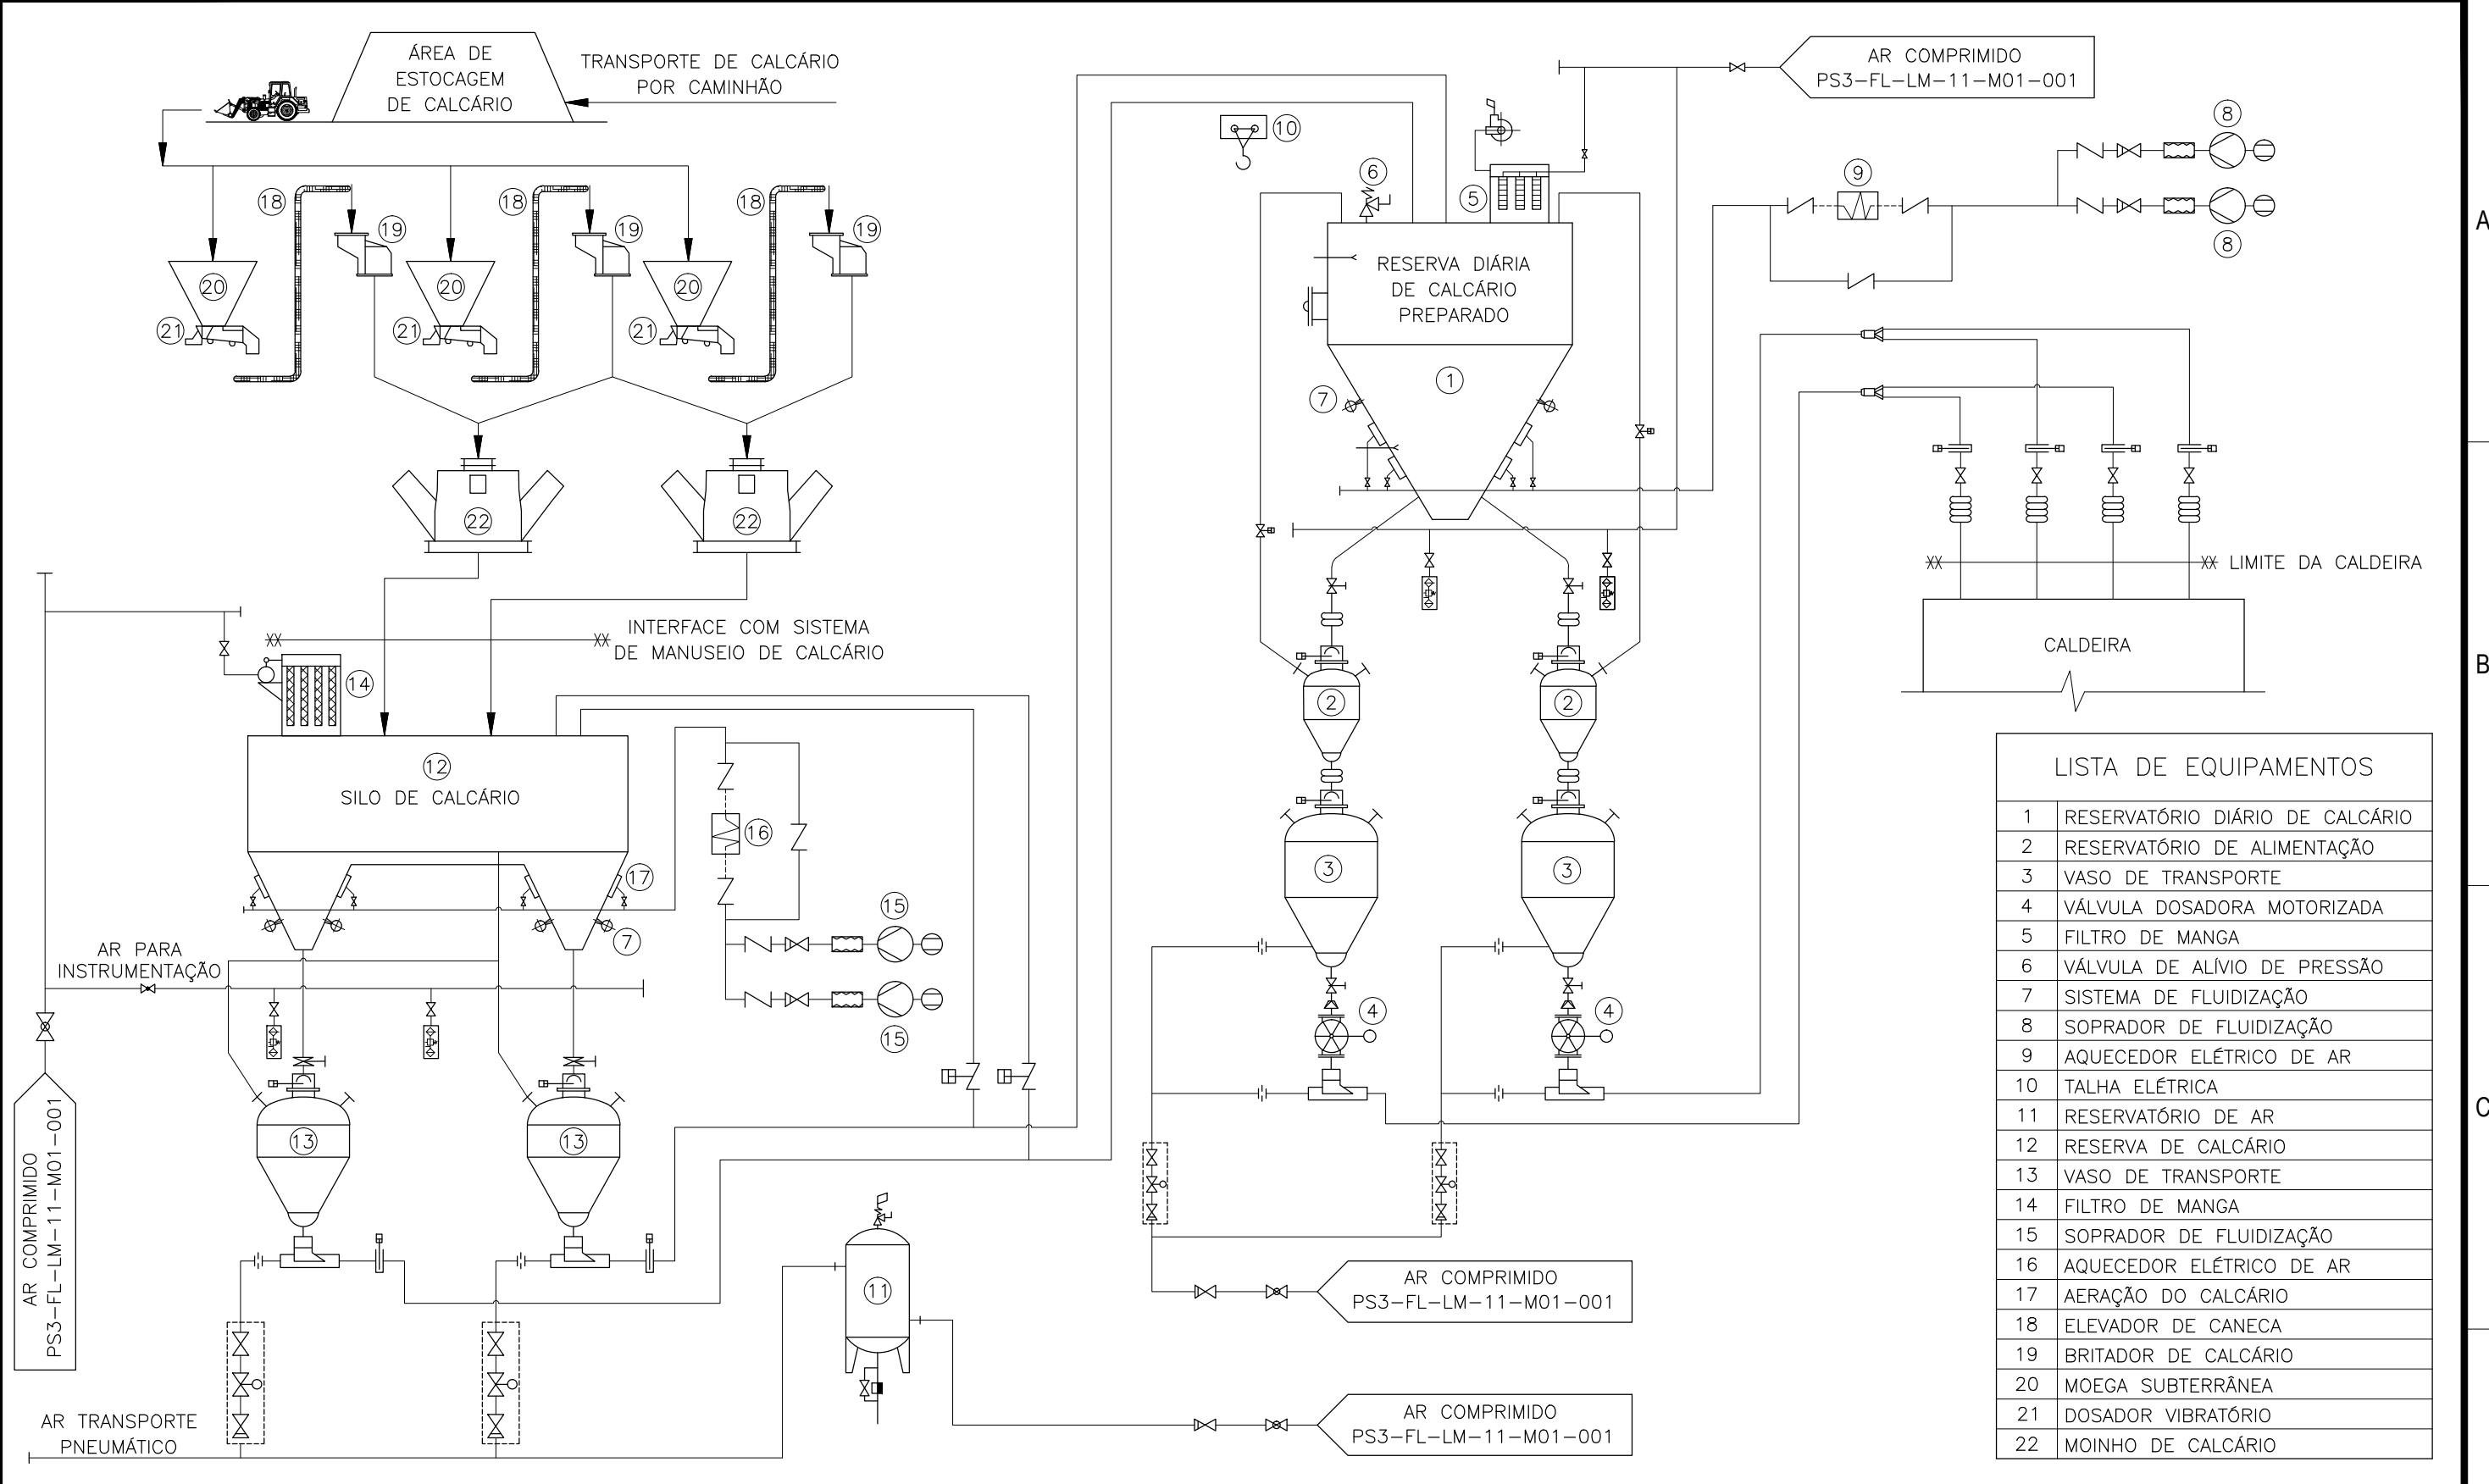 ÁREA DE
ESTOCAGEM
DE CALCÁRIO
TRANSPORTE DE CALCÁRIO
POR CAMINHÃO
18
19
18
19
18
19
20
20
20
21
21
21
22
22
INTERFACE COM SISTEMA
DE MANUSEIO DE CALCÁRIO
14
12
SILO DE CALCÁRIO
16
17
7
15
15
AR PARA
INSTRUMENTAÇÃO
13
13
AR COMPRIMIDO
PS3-FL-LM-11-M01-001
AR TRANSPORTE
PNEUMÁTICO
11
AR COMPRIMIDO
PS3-FL-LM-11-M01-001
10
6
5
9
8
8
RESERVA DIÁRIA
DE CALCÁRIO
PREPARADO
1
7
2
2
3
3
4
4
AR COMPRIMIDO
PS3-FL-LM-11-M01-001
AR COMPRIMIDO
PS3-FL-LM-11-M01-001
XX
XX
XX
XX LIMITE DA CALDEIRA
CALDEIRA
A
B
C
LISTA DE EQUIPAMENTOS
1 RESERVATÓRIO DIÁRIO DE CALCÁRIO
2 RESERVATÓRIO DE ALIMENTAÇÃO
3 VASO DE TRANSPORTE
4 VÁLVULA DOSADORA MOTORIZADA
5 FILTRO DE MANGA
6 VÁLVULA DE ALÍVIO DE PRESSÃO
7 SISTEMA DE FLUIDIZAÇÃO
8 SOPRADOR DE FLUIDIZAÇÃO
9 AQUECEDOR ELÉTRICO DE AR
10 TALHA ELÉTRICA
11 RESERVATÓRIO DE AR
12 RESERVA DE CALCÁRIO
13 VASO DE TRANSPORTE
14 FILTRO DE MANGA
15 SOPRADOR DE FLUIDIZAÇÃO
16 AQUECEDOR ELÉTRICO DE AR
17 AERAÇÃO DO CALCÁRIO
18 ELEVADOR DE CANECA
19 BRITADOR DE CALCÁRIO
20 MOEGA SUBTERRÂNEA
21 DOSADOR VIBRATÓRIO
22 MOINHO DE CALCÁRIO